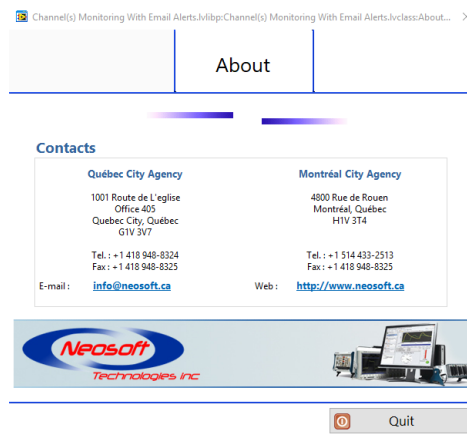 Channel(s) Monitoring With Email Alerts.lvlibp:Channel(s) Monitoring With Email Alerts.lvclass:About...
About
Contacts
Québec City Agency
1001 Route de L'eglise
Office 405
Quebec City, Québec
G1V 3V7
Tel. : +1 418 948-8324
Fax : +1 418 948-8325
E-mail : info@neosoft.ca
Montréal City Agency
4800 Rue de Rouen
Montréal, Québec
H1V 3T4
Tel. : +1 514 433-2513
Fax : +1 418 948-8325
Web : http://www.neosoft.ca
Neosoft
Technologies inc
Quit